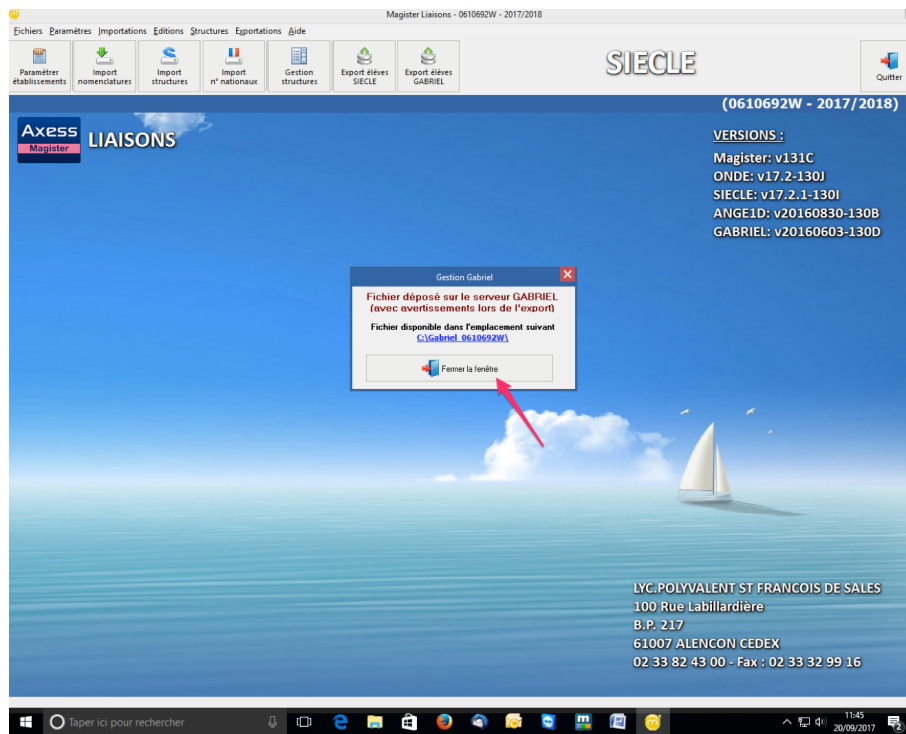 Magister Liaisons - 0610692W - 2017/2018
Fichiers Paramètres Importations Editions Structures Exportations Aide
Paramétrer établissements
Import nomenclatures
Import structures
Import n° nationaux
Gestion structures
Export élèves SIECLE
Export élèves GABRIEL
SIECLE
Quitter
(0610692W - 2017/2018)
Axess
Magister
LIAISONS
VERSIONS :
Magister: v131C
ONDE: v17.2-130J
SIECLE: v17.2.1-130I
ANGE1D: v20160830-130B
GABRIEL: v20160603-130D
Gestion Gabriel
Fichier déposé sur le serveur GABRIEL
(avec avertissements lors de l'export)
Fichier disponible dans l'emplacement suivant
C:\Gabriel_0610692W\
Fermer la fenêtre
LYC.POLYVALENT ST FRANCOIS DE SALES
100 Rue Labillardière
B.P. 217
61007 ALENCON CEDEX
02 33 82 43 00 - Fax : 02 33 32 99 16
Taper ici pour rechercher
11:45
20/09/2017
2